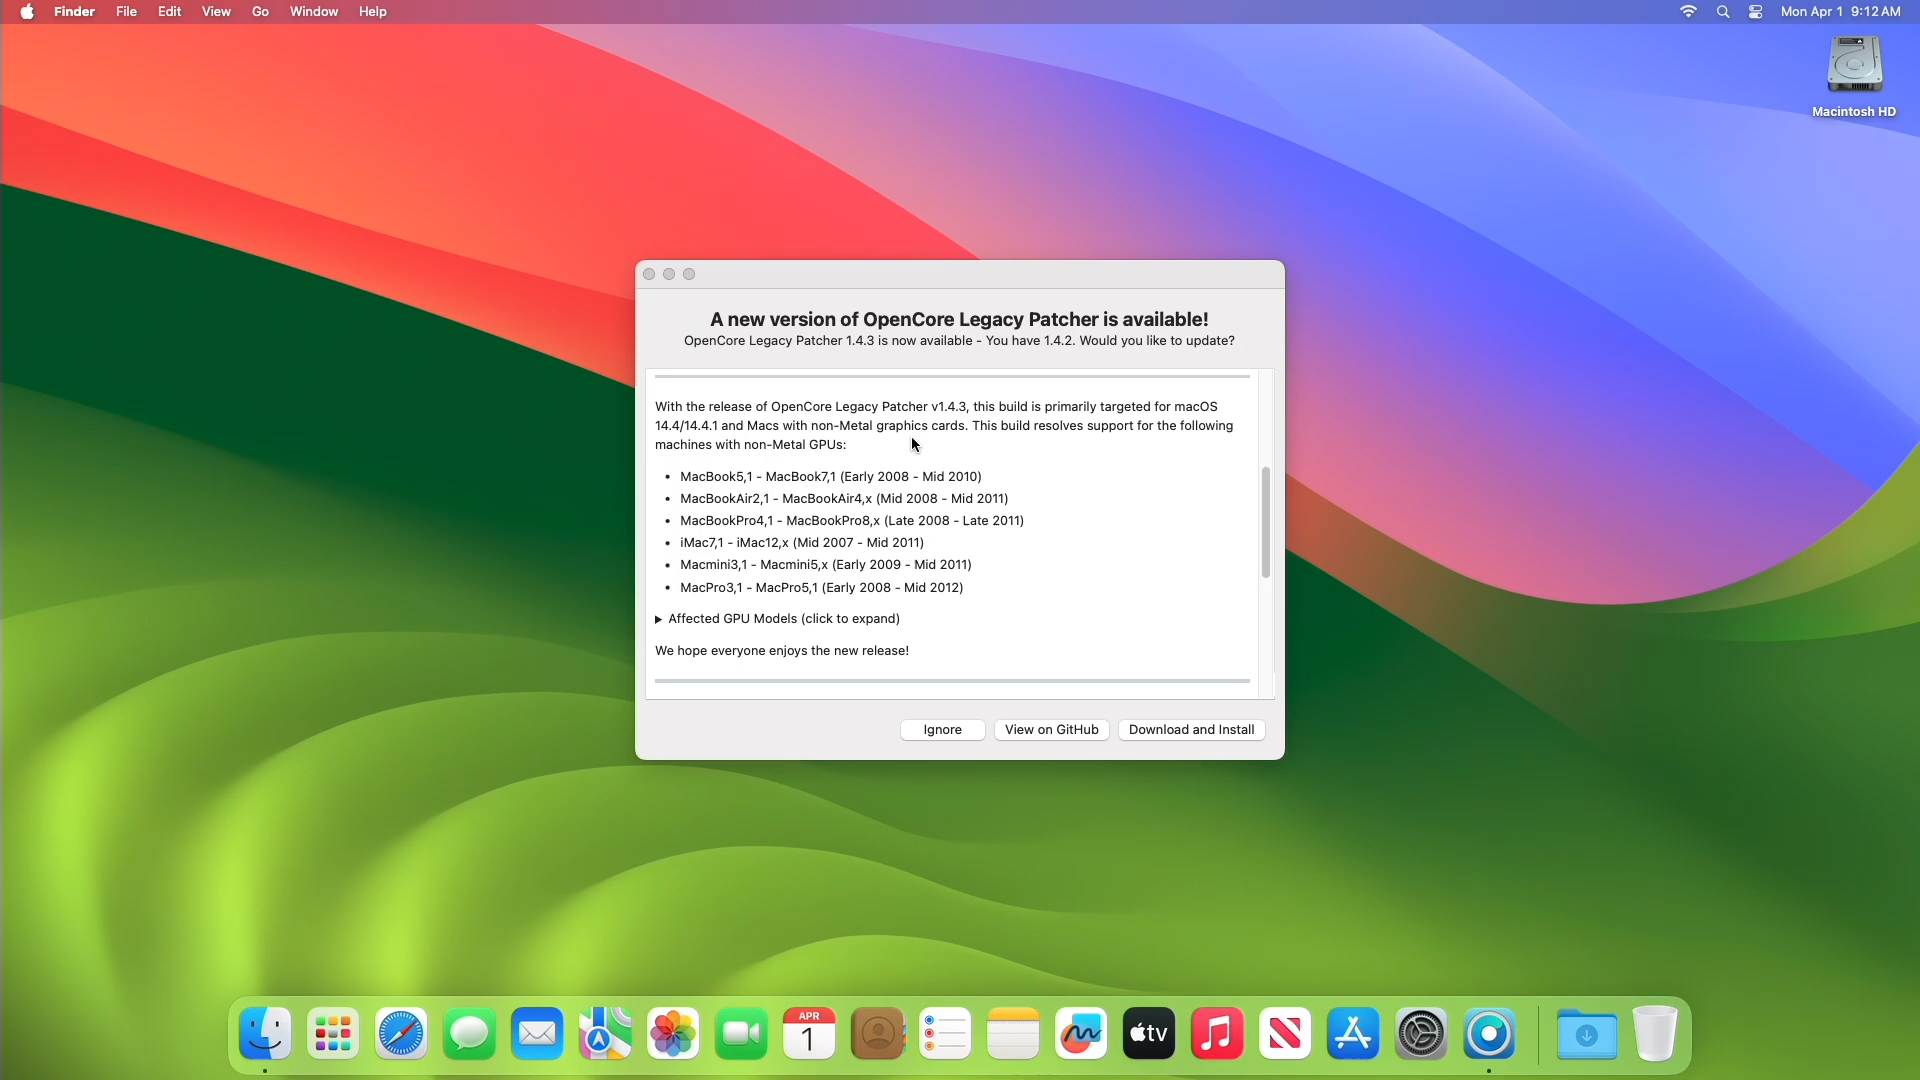 Finder File Edit View Go Window Help
Mon Apr 1 9:12 AM
Macintosh HD
A new version of OpenCore Legacy Patcher is available!
OpenCore Legacy Patcher 1.4.3 is now available - You have 1.4.2. Would you like to update?
With the release of OpenCore Legacy Patcher v1.4.3, this build is primarily targeted for macOS
14.4/14.4.1 and Macs with non-Metal graphics cards. This build resolves support for the following
machines with non-Metal GPUs:
• MacBook5,1 - MacBook7,1 (Early 2008 - Mid 2010)
• MacBookAir2,1 - MacBookAir4,x (Mid 2008 - Mid 2011)
• MacBookPro4,1 - MacBookPro8,x (Late 2008 - Late 2011)
• iMac7,1 - iMac12,x (Mid 2007 - Mid 2011)
• Macmini3,1 - Macmini5,x (Early 2009 - Mid 2011)
• MacPro3,1 - MacPro5,1 (Early 2008 - Mid 2012)
▶ Affected GPU Models (click to expand)
We hope everyone enjoys the new release!
Ignore View on GitHub Download and Install
APR
1
tv